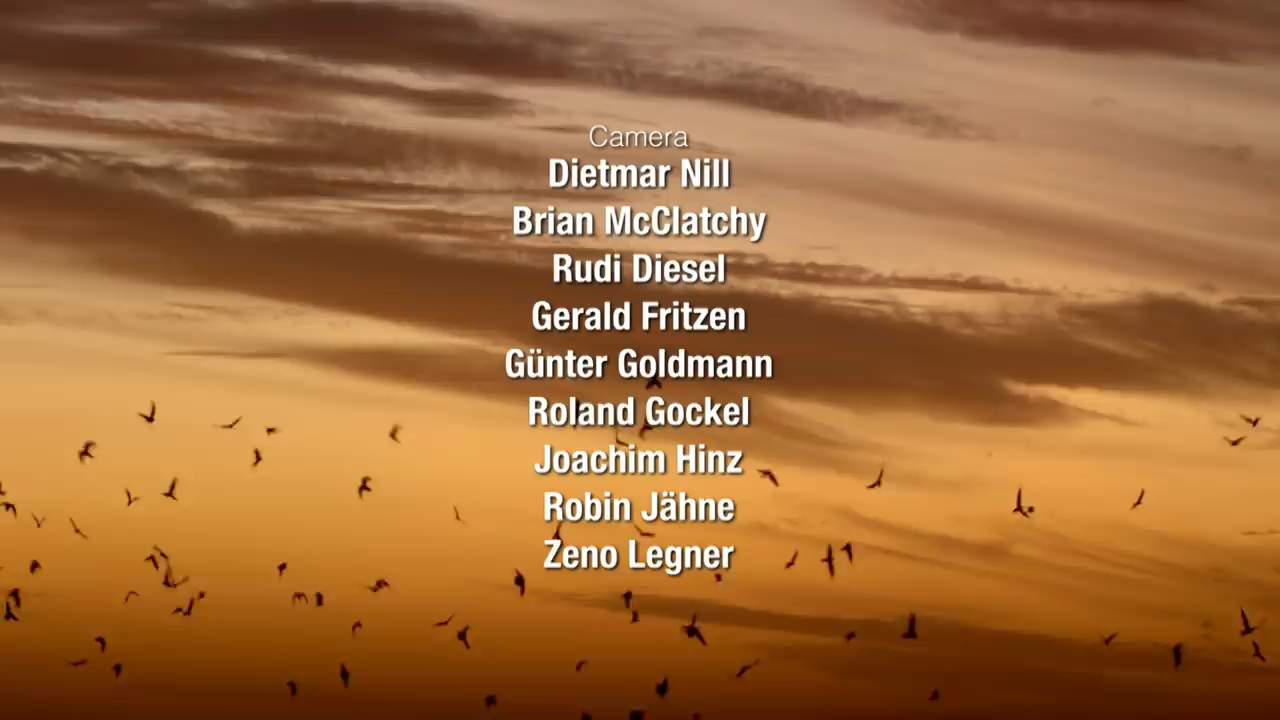 Camera
Dietmar Nill
Brian McClatchy
Rudi Diesel
Gerald Fritzen
Günter Goldmann
Roland Gockel
Joachim Hinz
Robin Jähne
Zeno Legner